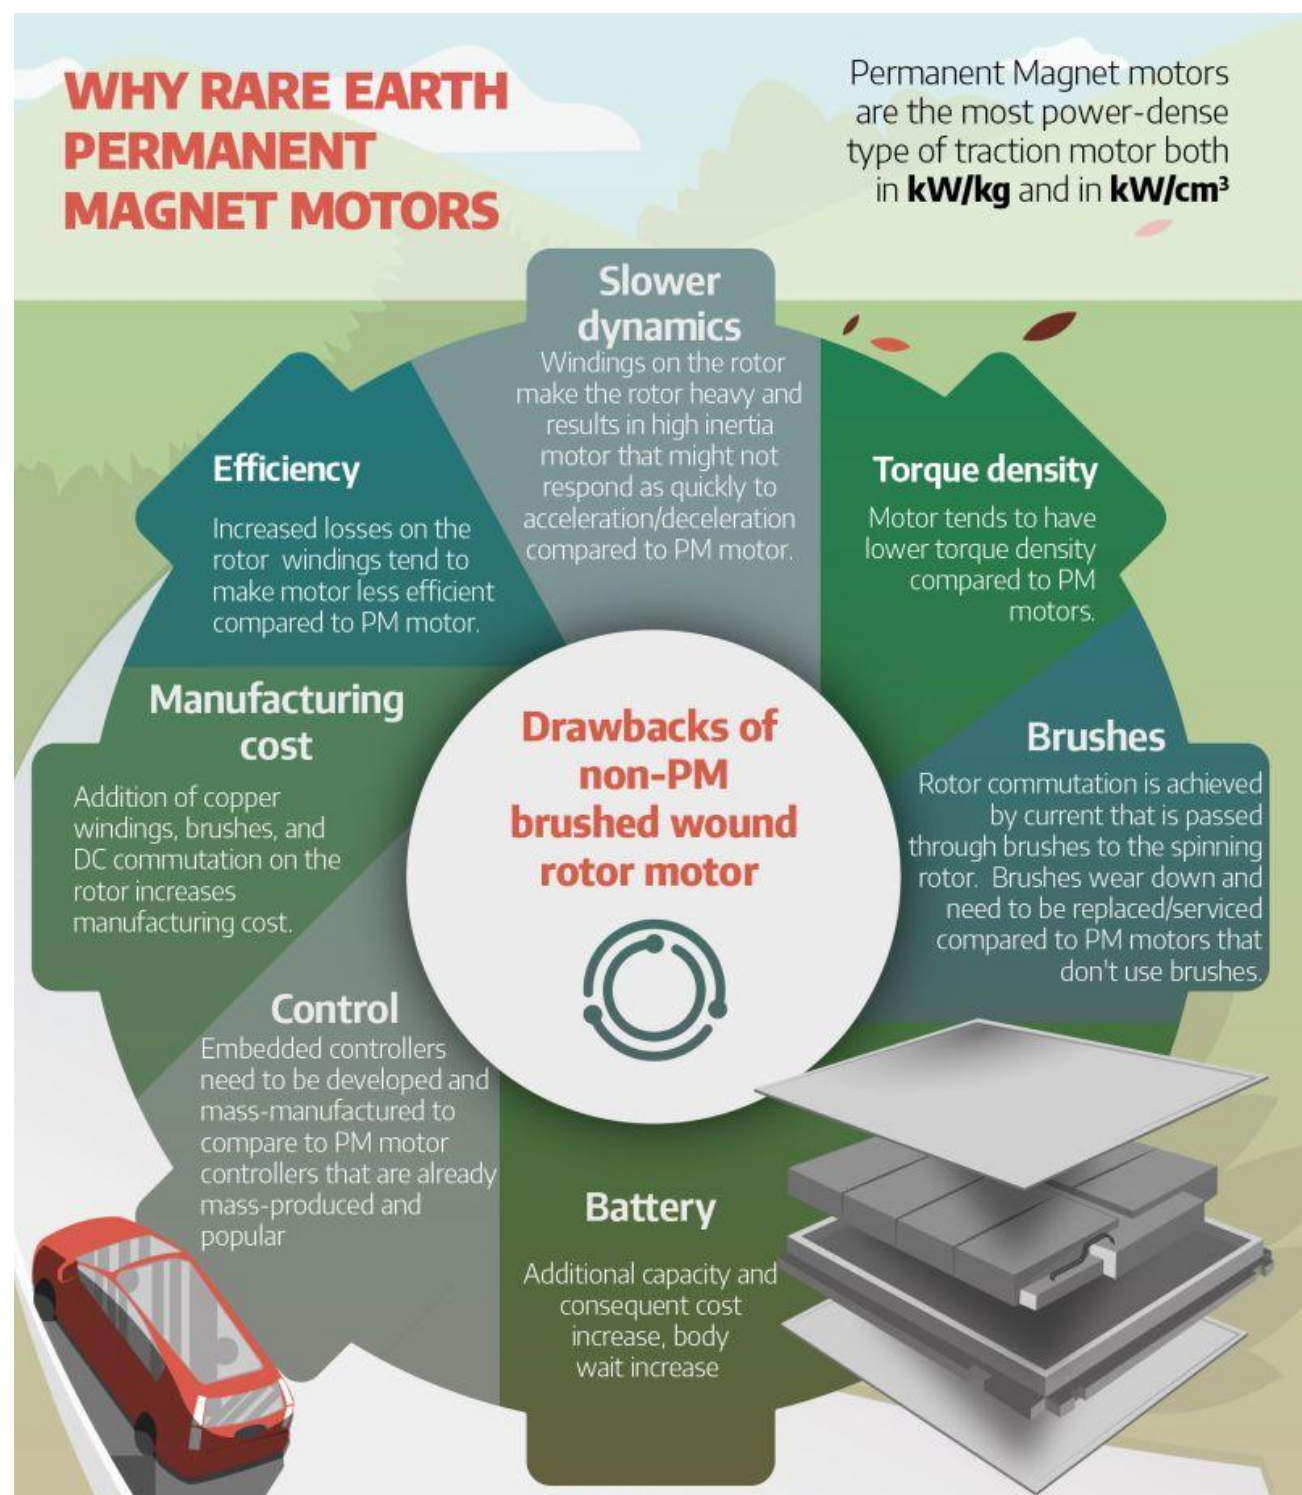 WHY RARE EARTH
PERMANENT
MAGNET MOTORS
Permanent Magnet motors
are the most power-dense
type of traction motor both
in kW/kg and in kW/cm³
Slower
dynamics
Windings on the rotor
make the rotor heavy and
results in high inertia
motor that might not
respond as quickly to
acceleration/deceleration
compared to PM motor.
Efficiency
Increased losses on the
rotor windings tend to
make motor less efficient
compared to PM motor.
Torque density
Motor tends to have
lower torque density
compared to PM
motors.
Manufacturing
cost
Addition of copper
windings, brushes, and
DC commutation on the
rotor increases
manufacturing cost.
Drawbacks of
non-PM
brushed wound
rotor motor
Brushes
Rotor commutation is achieved
by current that is passed
through brushes to the spinning
rotor. Brushes wear down and
need to be replaced/serviced
compared to PM motors that
don't use brushes.
Control
Embedded controllers
need to be developed and
mass-manufactured to
compare to PM motor
controllers that are already
mass-produced and
popular
Battery
Additional capacity and
consequent cost
increase, body
wait increase